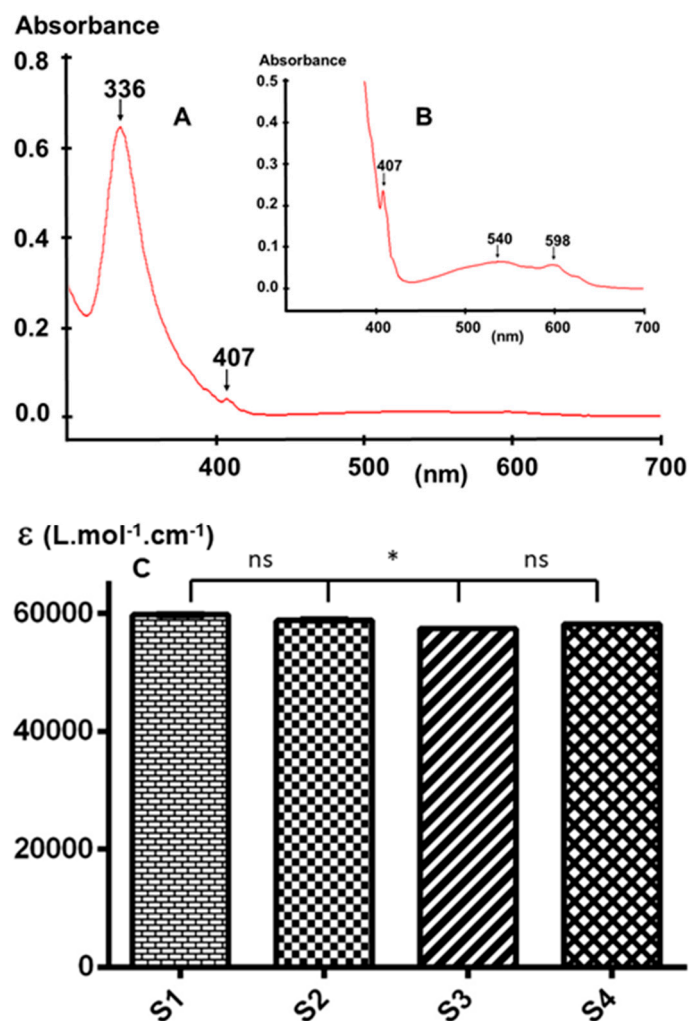 Absorbance
0.8
0.6
0.4
0.2
0.0
336
A
407
400
500
(nm)
600
700
Absorbance
0.5
0.4
0.3
0.2
0.1
0.0
B
407
540
598
400
500
(nm)
600
700
ε (L.mol⁻¹.cm⁻¹)
C
ns
*
ns
60000
40000
20000
0
S1
S2
S3
S4